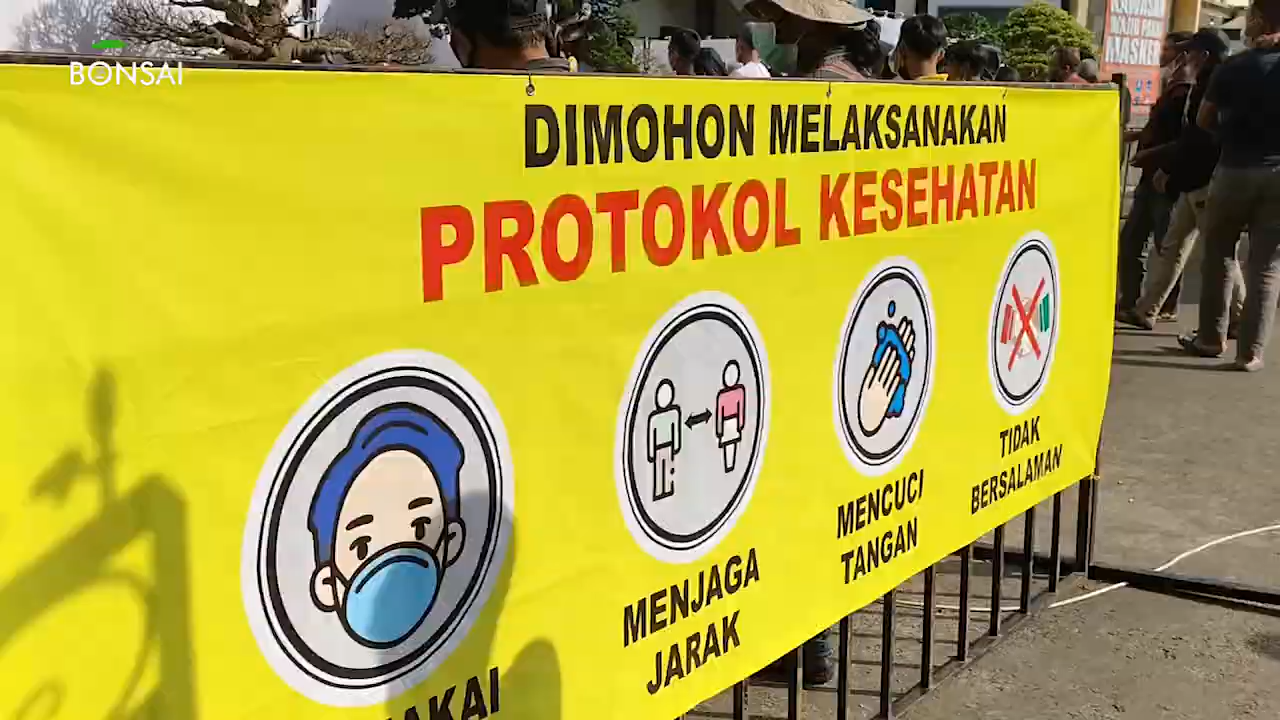 BONSAI
DIMOHON MELAKSANAKAN
PROTOKOL KESEHATAN
MENJAGA
JARAK
MENCUCI
TANGAN
TIDAK
BERSALAMAN
MASKER